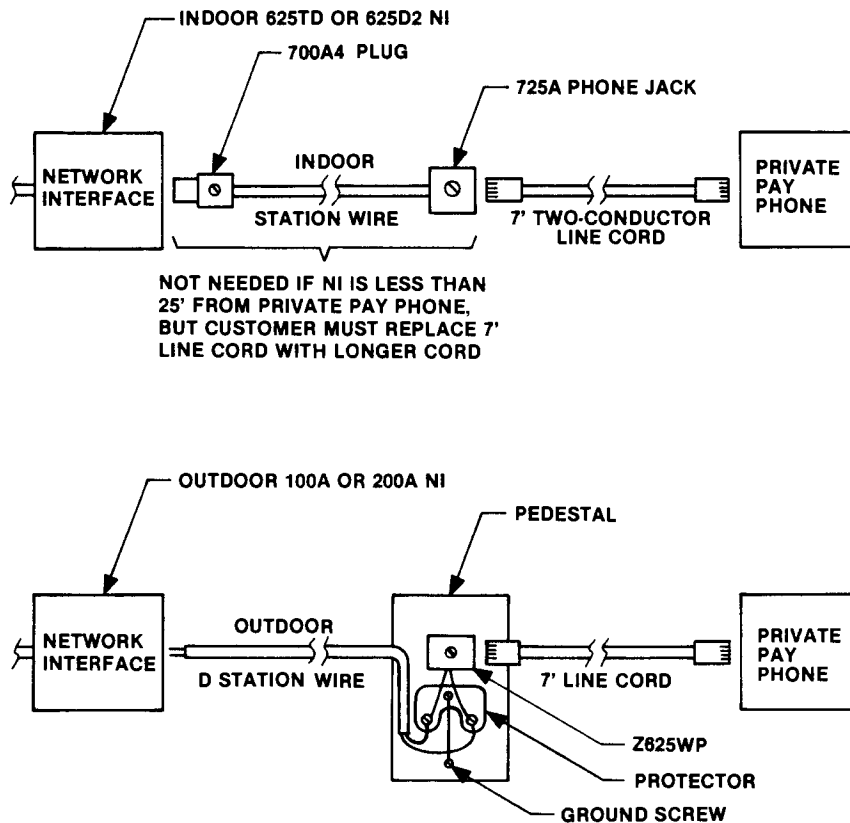 INDOOR 625TD OR 625D2 NI
700A4 PLUG
725A PHONE JACK
NETWORK
INTERFACE
INDOOR
STATION WIRE
7' TWO-CONDUCTOR
LINE CORD
PRIVATE
PAY
PHONE
NOT NEEDED IF NI IS LESS THAN
25' FROM PRIVATE PAY PHONE,
BUT CUSTOMER MUST REPLACE 7'
LINE CORD WITH LONGER CORD
OUTDOOR 100A OR 200A NI
PEDESTAL
NETWORK
INTERFACE
OUTDOOR
D STATION WIRE
7' LINE CORD
PRIVATE
PAY
PHONE
Z625WP
PROTECTOR
GROUND SCREW